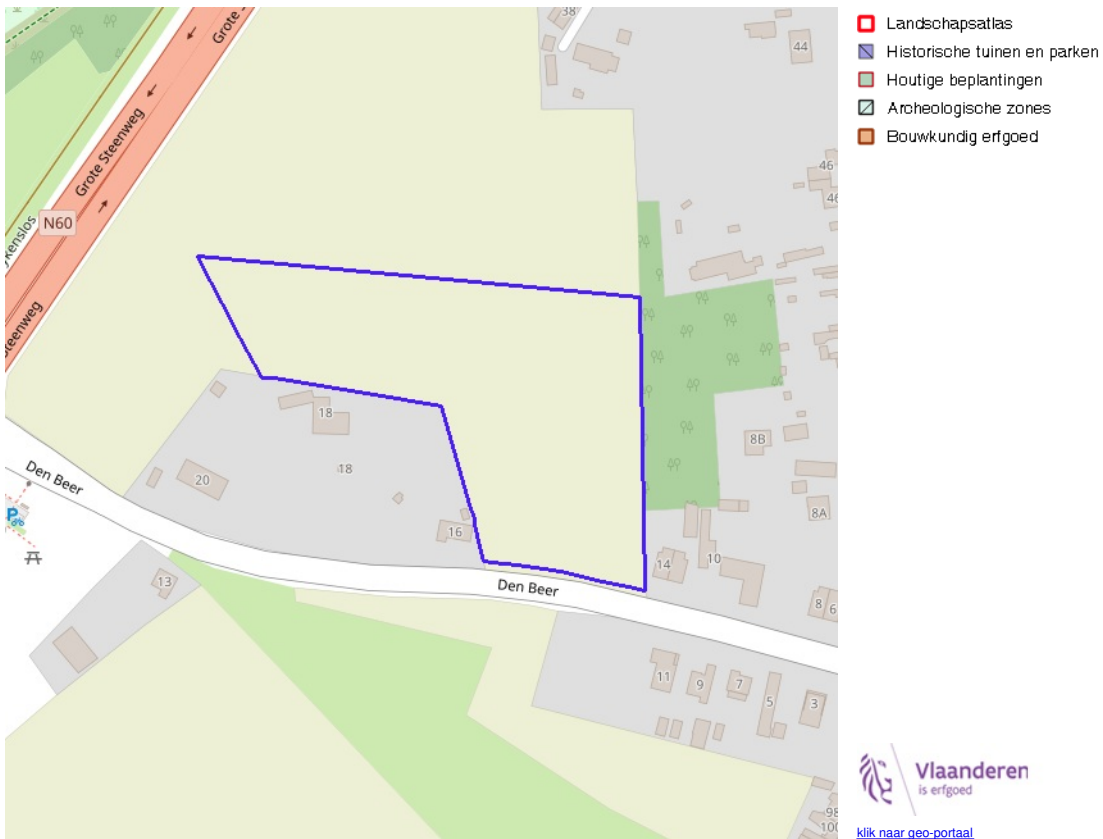 Grote Steenweg
N60
Den Beer
38
44
46
18
18
20
16
8B
8A
14
10
8
6
Den Beer
13
11
9
7
5
3
98
100
P
Landschapsatlas
Historische tuinen en parken
Houtige beplantingen
Archeologische zones
Bouwkundig erfgoed
Vlaanderen
is erfgoed
klik naar geo-portaal